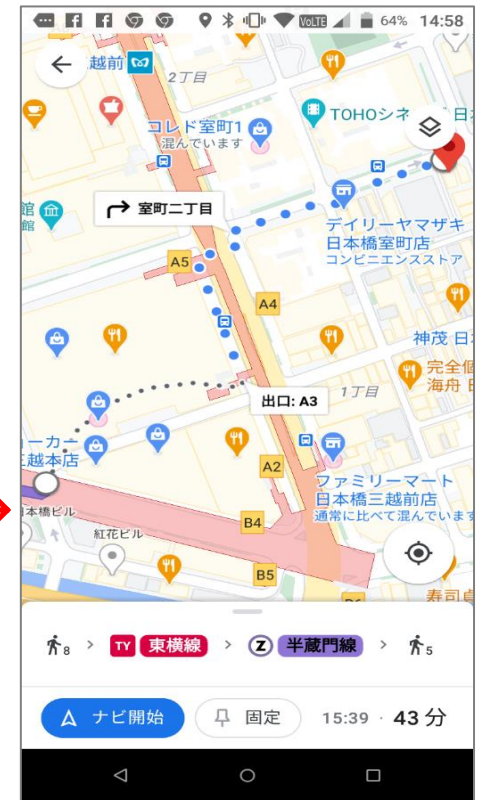 VoLTE 64% 14:58
越前
2丁目
コレド室町1
混んでいます
TOHOシネ
日
館
館
室町二丁目
デイリーヤマザキ
日本橋室町店
コンビニエンスストア
A5
A4
神茂 日
完全個
海舟
1丁目
出口: A3
ーカー
越本店
A2
ファミリーマート
日本橋三越前店
通常に比べて混んでいます
本橋ビル
紅花ビル
B4
B5
寿司貞
8 > TY 東横線 > Z 半蔵門線 > 5
ナビ開始 固定 15:39 · 43 分